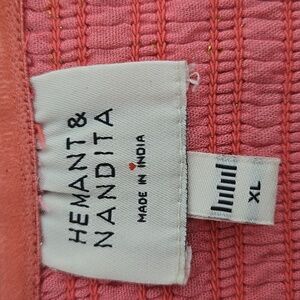 HEMANT &
NANDITA
MADE IN INDIA
XL